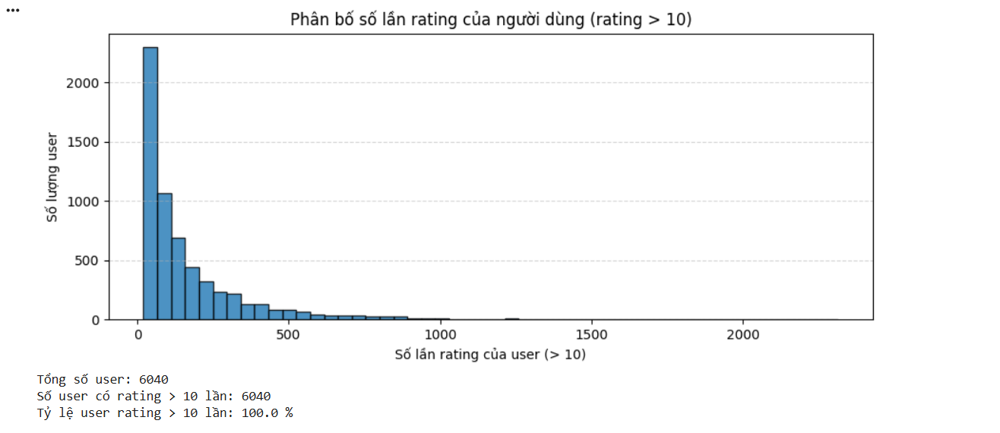 •••
Phân bố số lần rating của người dùng (rating > 10)
2000
1500
1000
500
0
Số lượng user
0 500 1000 1500 2000
Số lần rating của user (> 10)
Tổng số user: 6040
Số user có rating > 10 lần: 6040
Tỷ lệ user rating > 10 lần: 100.0 %